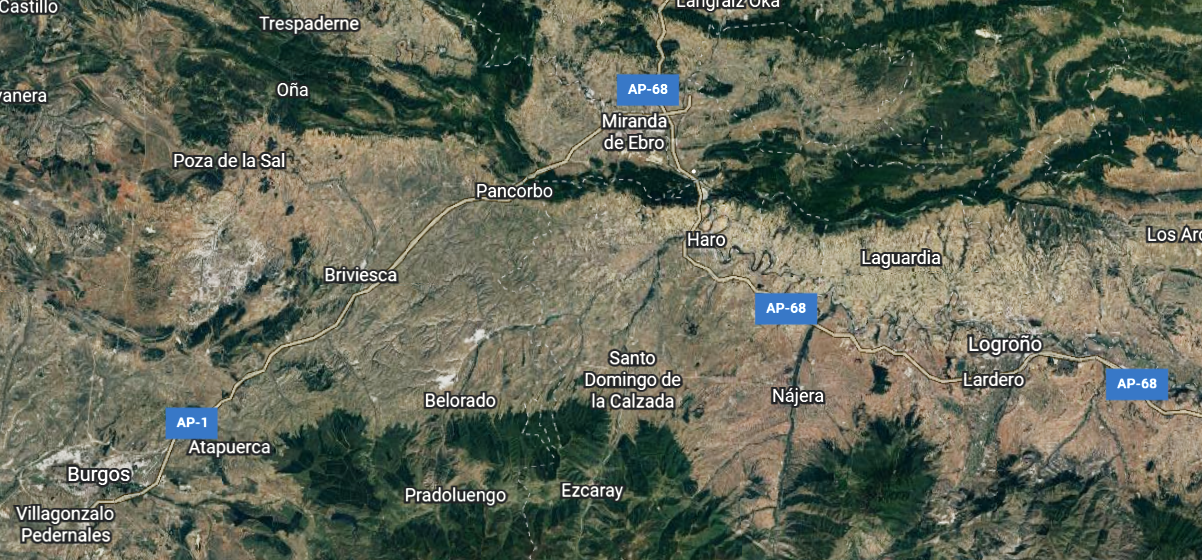 Castillo
Langraiz Oka
Trespaderne
Oña
AP-68
Miranda
de Ebro
Poza de la Sal
Pancorbo
Haro
Laguardia
Briviesca
AP-68
Logroño
Santo
Domingo de
la Calzada
Lardero
AP-68
Nájera
Belorado
AP-1
Atapuerca
Burgos
Pradoluengo
Ezcaray
Villagonzalo
Pedernales